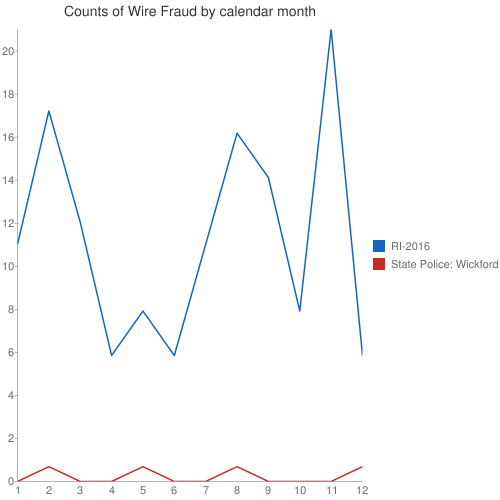 Counts of Wire Fraud by calendar month
20
18
16
14
12
10
8
6
4
2
0
1 2 3 4 5 6 7 8 9 10 11 12
RI-2016
State Police: Wickford